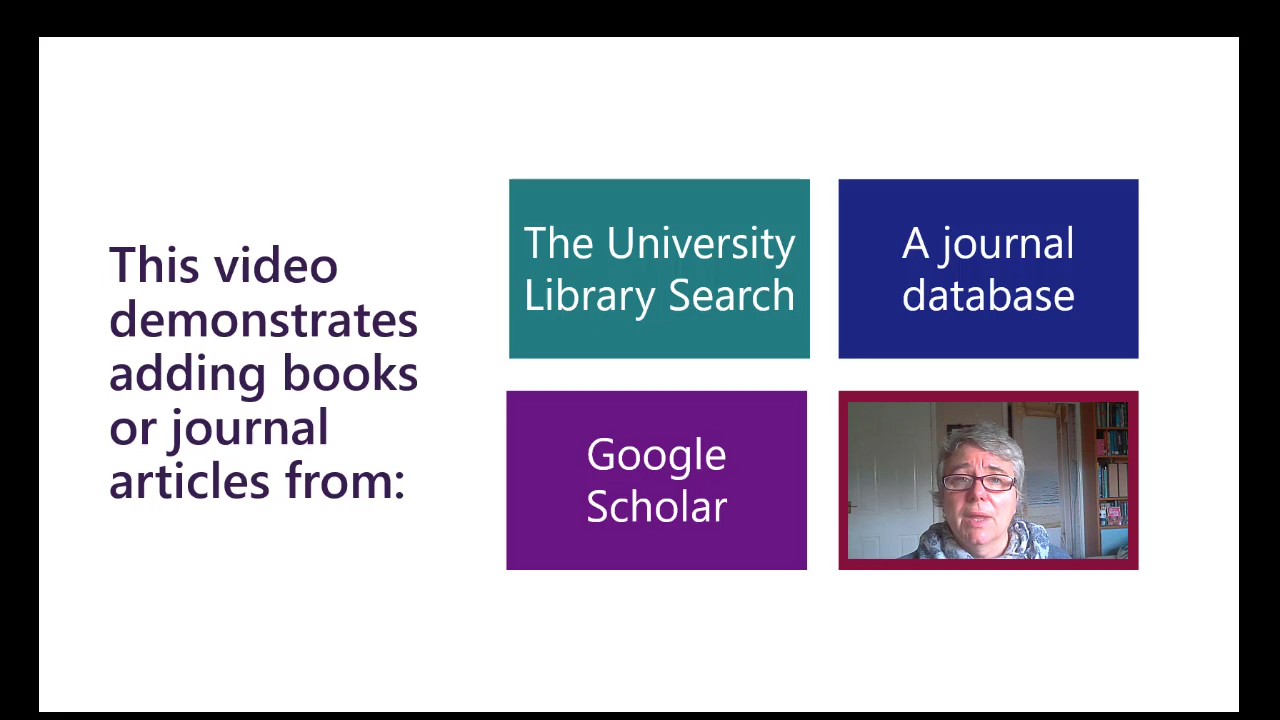 This video
demonstrates
adding books
or journal
articles from:
The University
Library Search
A journal
database
Google
Scholar